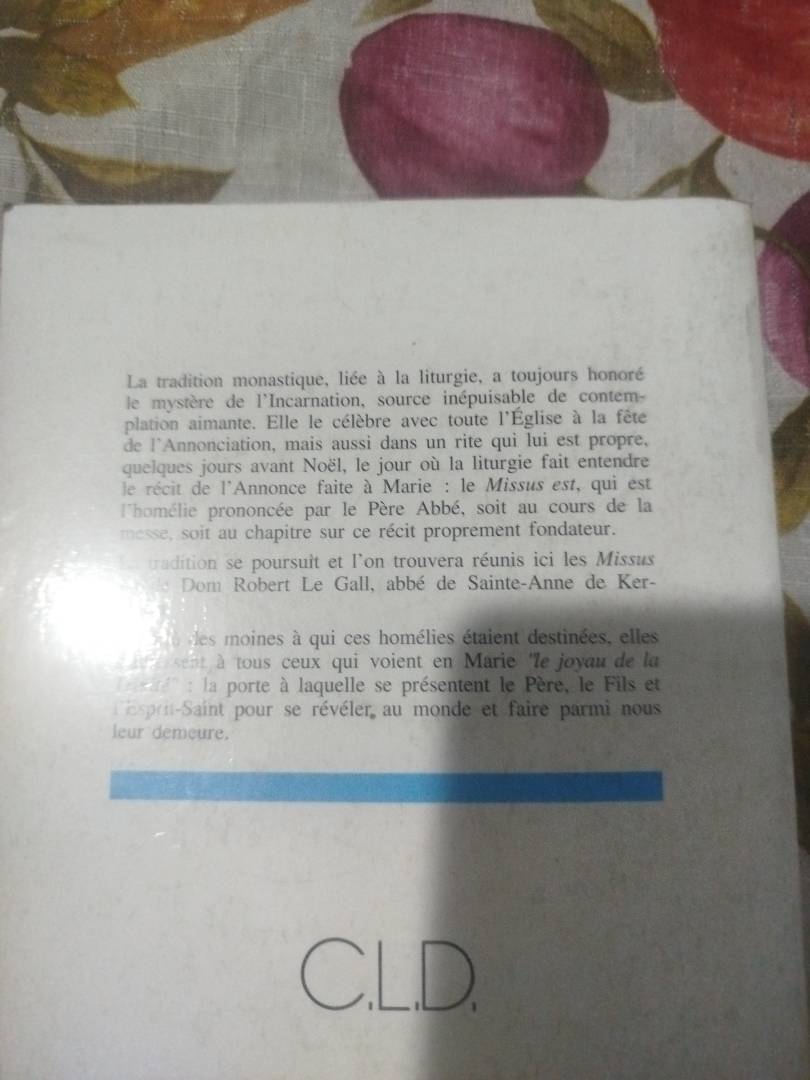 La tradition monastique, liée à la liturgie, a toujours honoré
le mystère de l'Incarnation, source inépuisable de contem-
plation aimante. Elle le célèbre avec toute l'Église à la fête
de l'Annonciation, mais aussi dans un rite qui lui est propre,
quelques jours avant Noël, le jour où la liturgie fait entendre
le récit de l'Annonce faite à Marie : le Missus est, qui est
l'homélie prononcée par le Père Abbé, soit au cours de la
messe, soit au chapitre sur ce récit proprement fondateur.
tradition se poursuit et l'on trouvera réunis ici les Missus
Dom Robert Le Gall, abbé de Sainte-Anne de Ker-
des moines à qui ces homélies étaient destinées, elles
à tous ceux qui voient en Marie "le joyau de la
: la porte à laquelle se présentent le Père, le Fils et
l'Esprit-Saint pour se révéler au monde et faire parmi nous
leur demeure.
C.L.D.